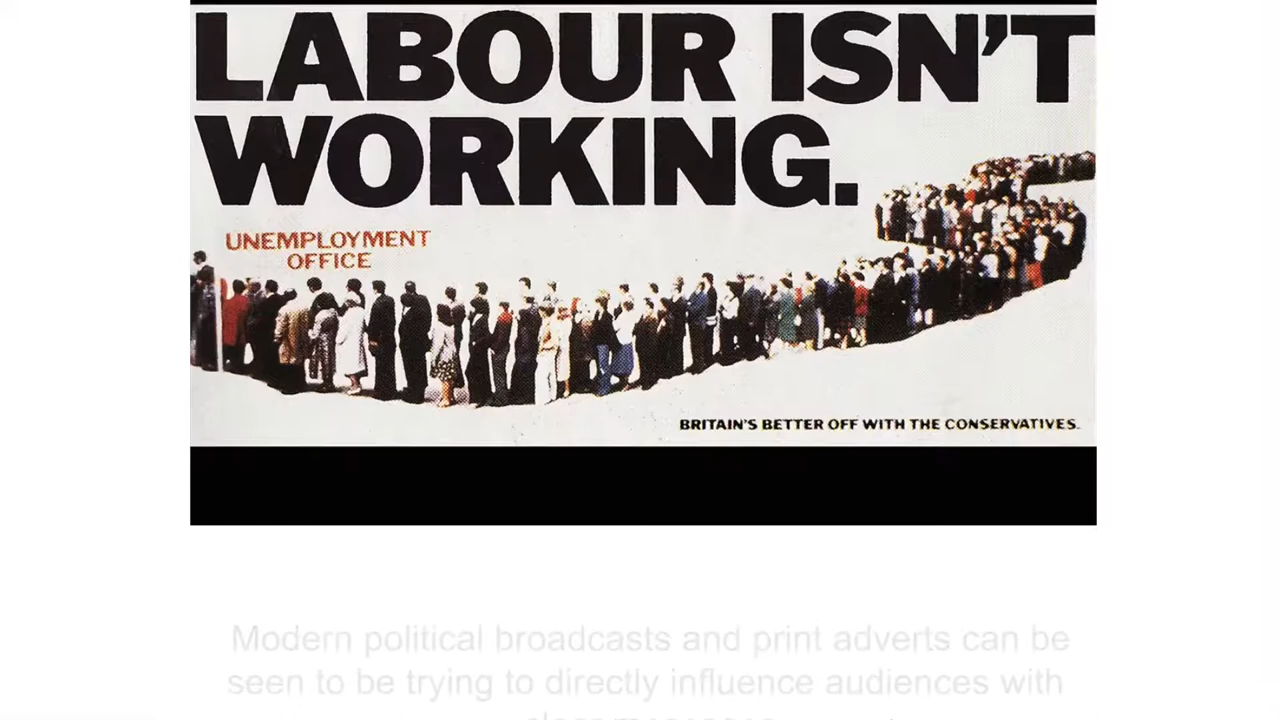 LABOUR ISN'T
WORKING.
UNEMPLOYMENT
OFFICE
BRITAIN'S BETTER OFF WITH THE CONSERVATIVES.
Modern political broadcasts and print adverts can be
seen to be trying to directly influence audiences with